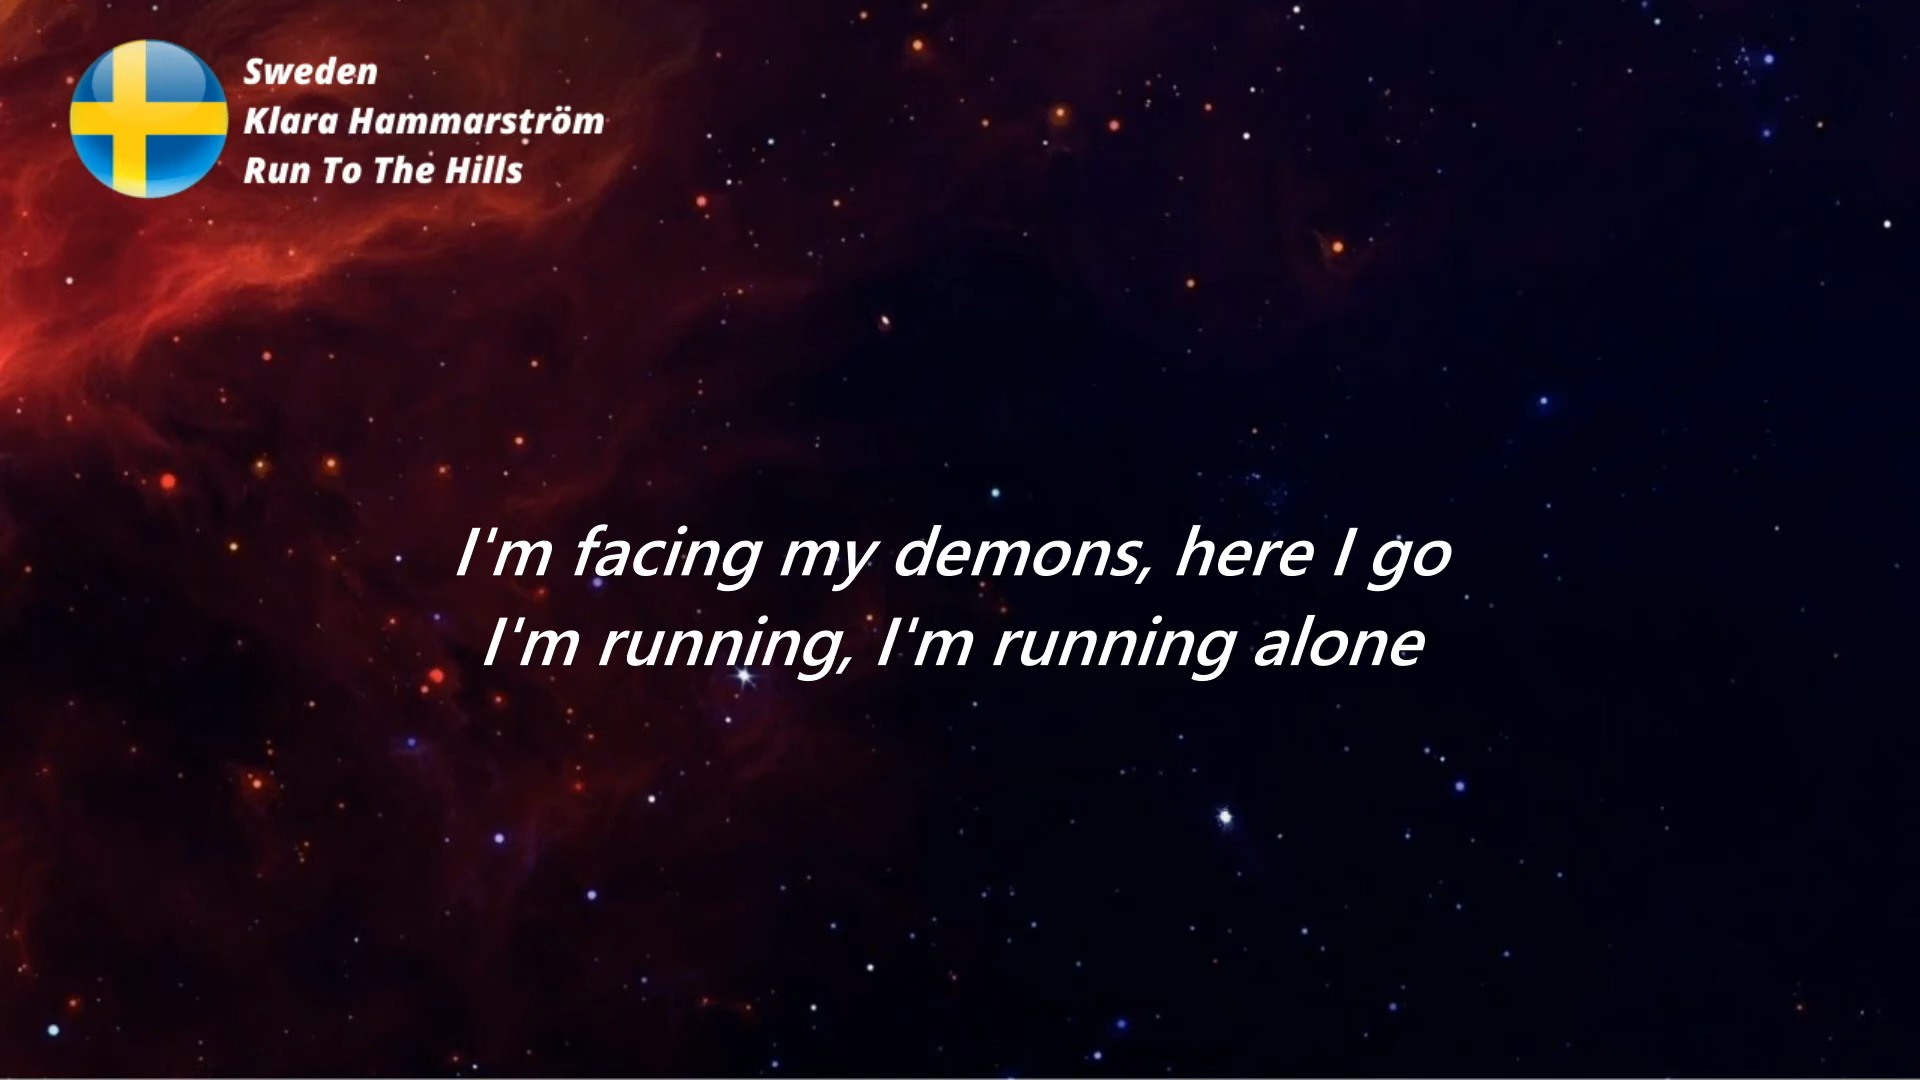 Sweden
Klara Hammarström
Run To The Hills
I'm facing my demons, here I go
I'm running, I'm running alone